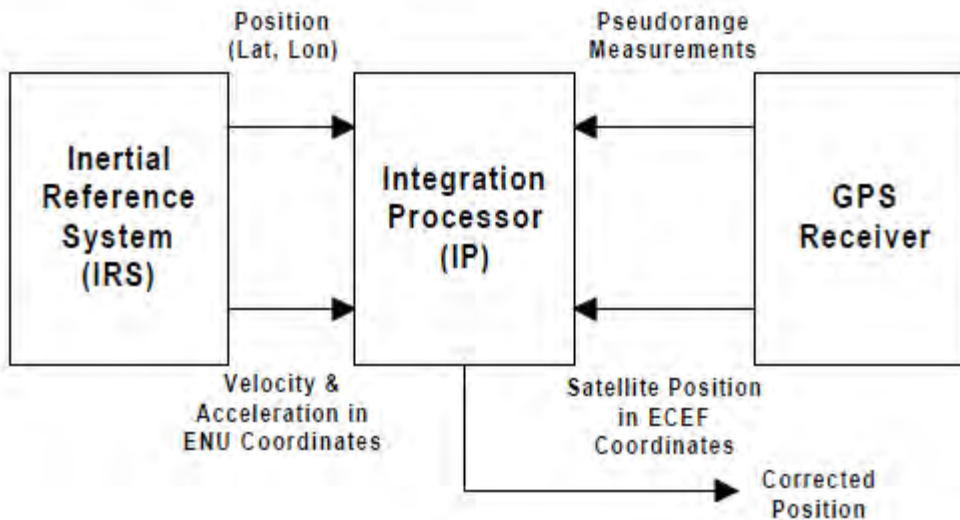 Position
(Lat, Lon)
Pseudorange
Measurements
Inertial
Reference
System
(IRS)
Integration
Processor
(IP)
GPS
Receiver
Velocity &
Acceleration in
ENU Coordinates
Satellite Position
in ECEF
Coordinates
Corrected
Position